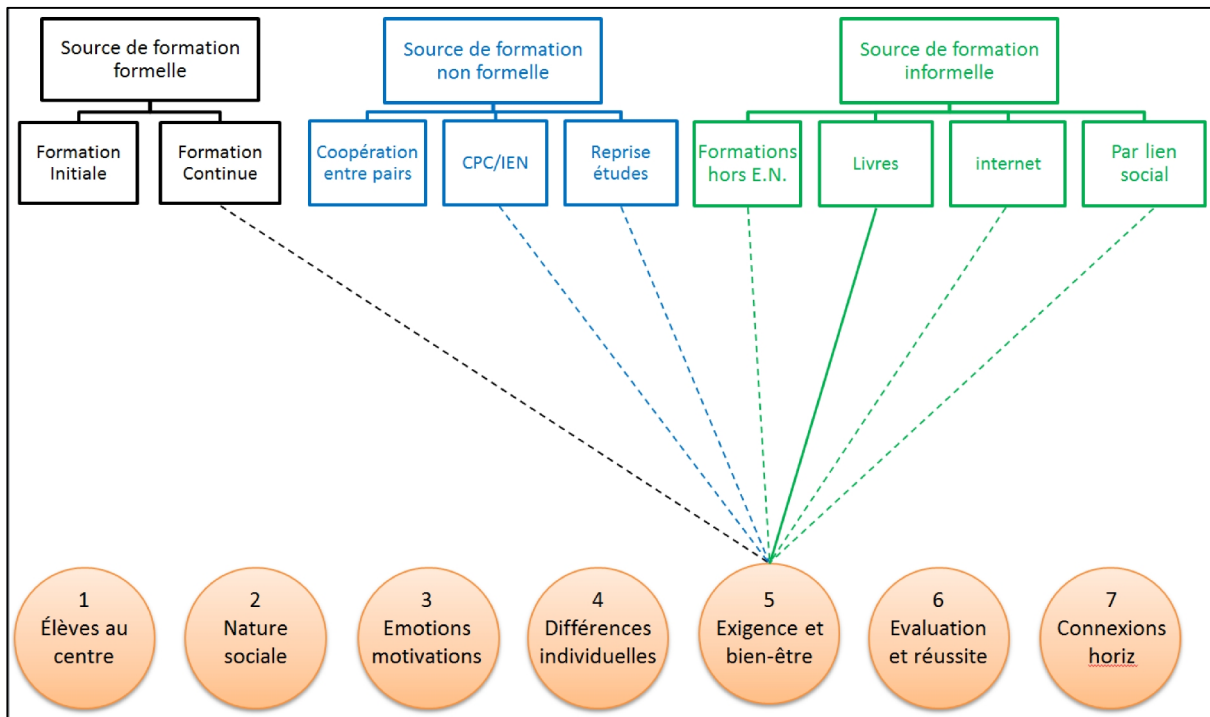 Source de formation
formelle
Source de formation
non formelle
Source de formation
informelle
Formation
Initiale
Formation
Continue
Coopération
entre pairs
CPC/IEN
Reprise
études
Formations
hors E.N.
Livres
internet
Par lien
social
1
Élèves au
centre
2
Nature
sociale
3
Emotions
motivations
4
Différences
individuelles
5
Exigence et
bien-être
6
Evaluation
et réussite
7
Connexions
horiz